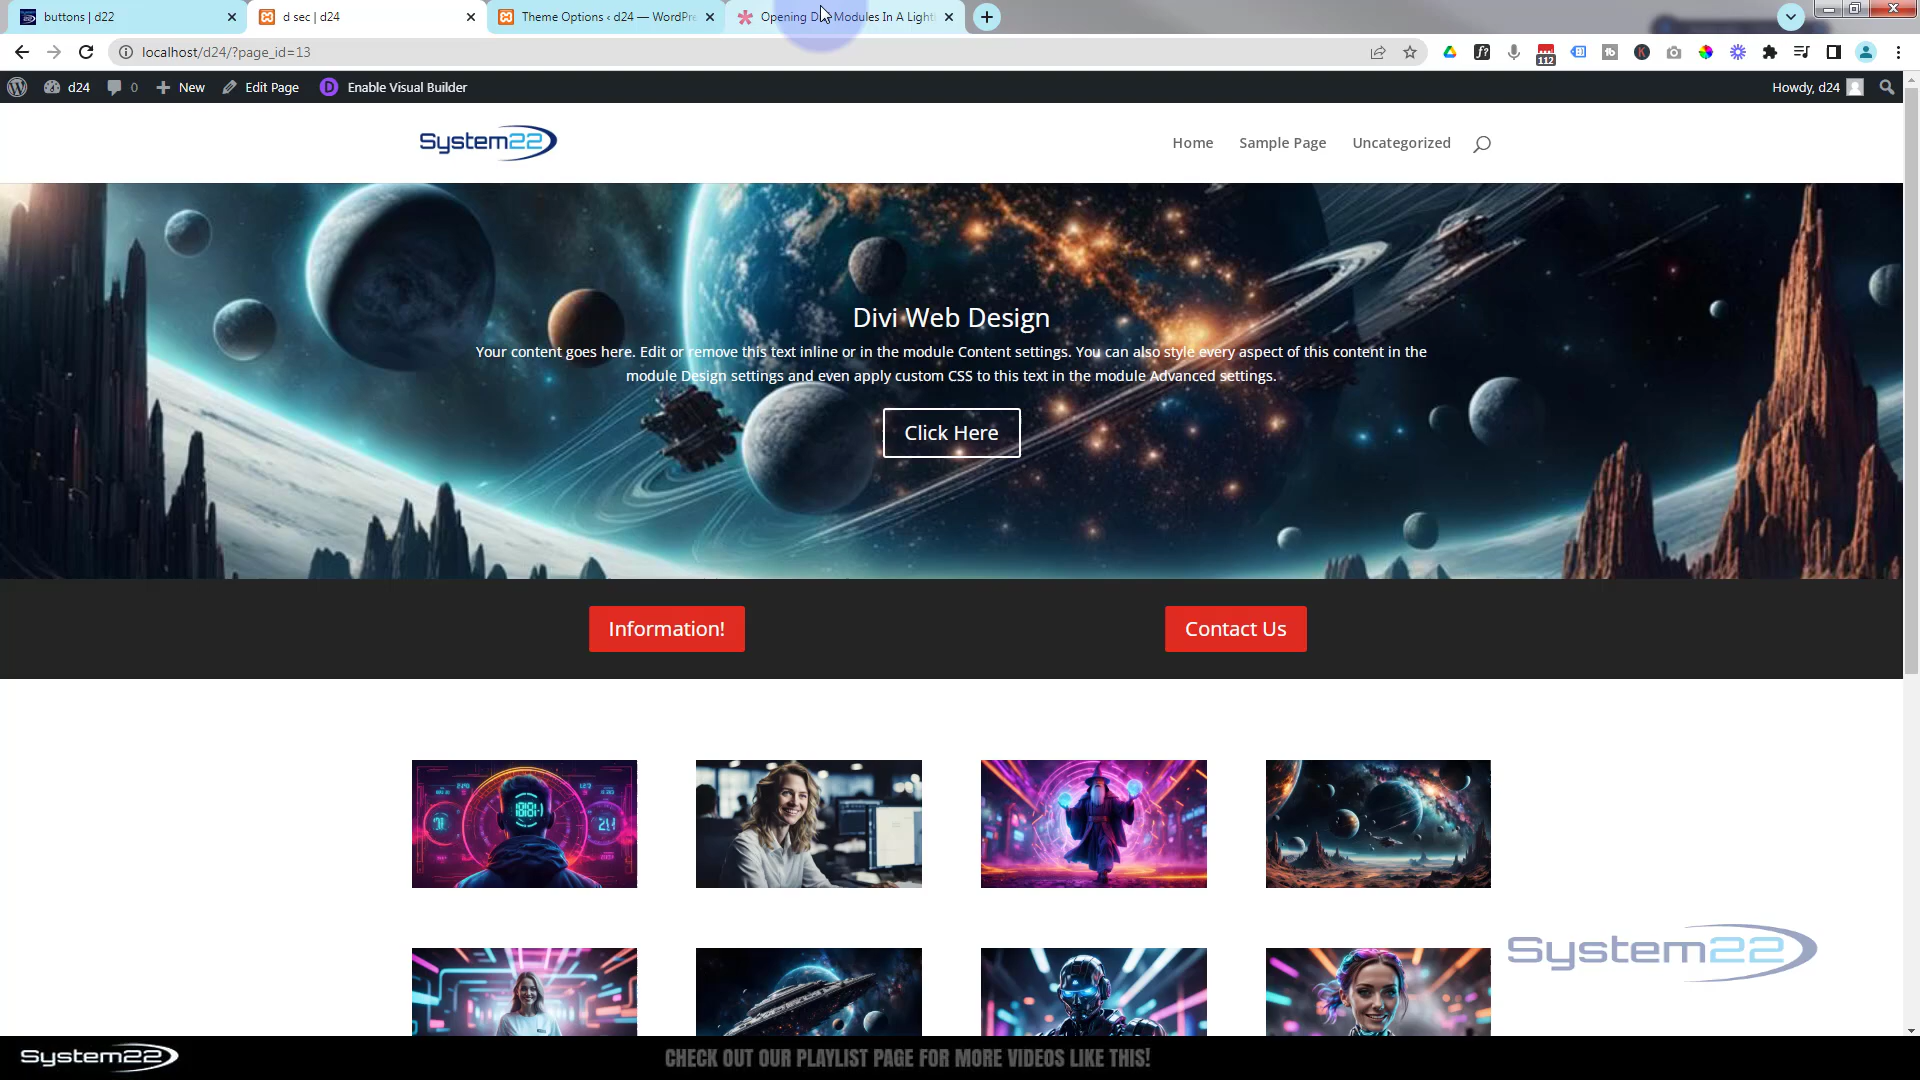 buttons | d22
d sec | d24
Theme Options ‹ d24 — WordPre
Opening Di Modules In A Light
localhost/d24/?page_id=13
112
d24
0
New
Edit Page
Enable Visual Builder
Howdy, d24
System22
Home
Sample Page
Uncategorized
Divi Web Design
Your content goes here. Edit or remove this text inline or in the module Content settings. You can also style every aspect of this content in the
module Design settings and even apply custom CSS to this text in the module Advanced settings.
Click Here
Information!
Contact Us
System22
System22
CHECK OUT OUR PLAYLIST PAGE FOR MORE VIDEOS LIKE THIS!